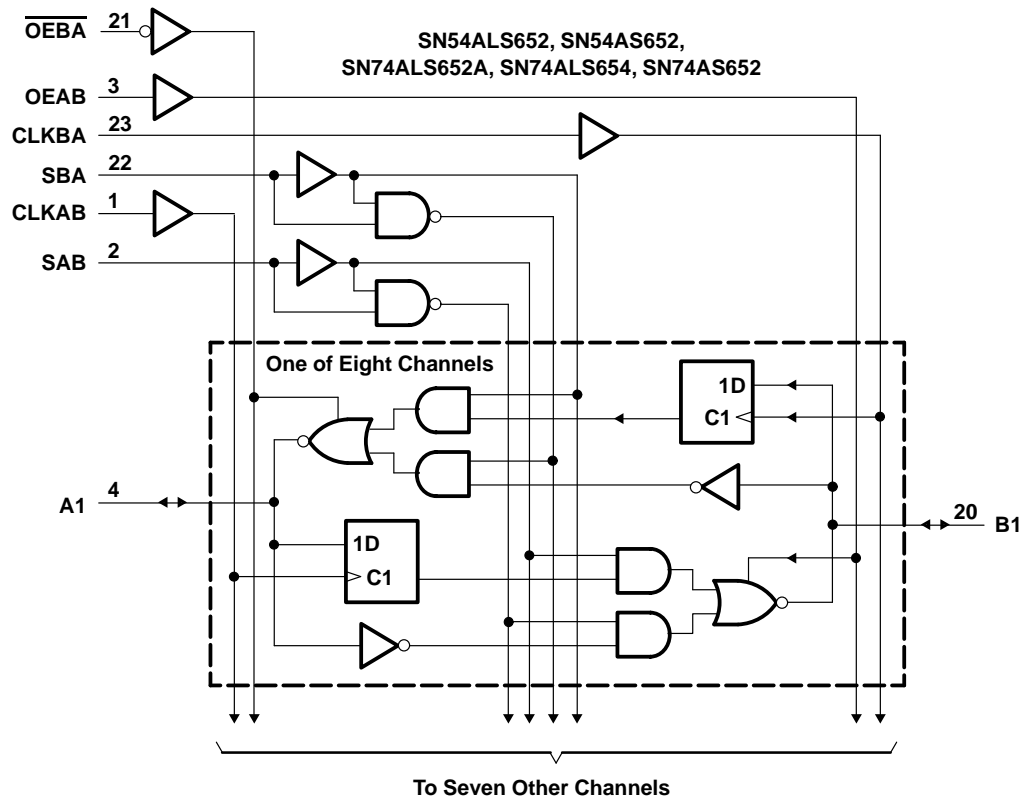 OEBA 21
SN54ALS652, SN54AS652,
SN74ALS652A, SN74ALS654, SN74AS652
OEAB 3
CLKBA 23
SBA 22
CLKAB 1
SAB 2
One of Eight Channels
1D
C1
A1 4
20 B1
1D
C1
To Seven Other Channels